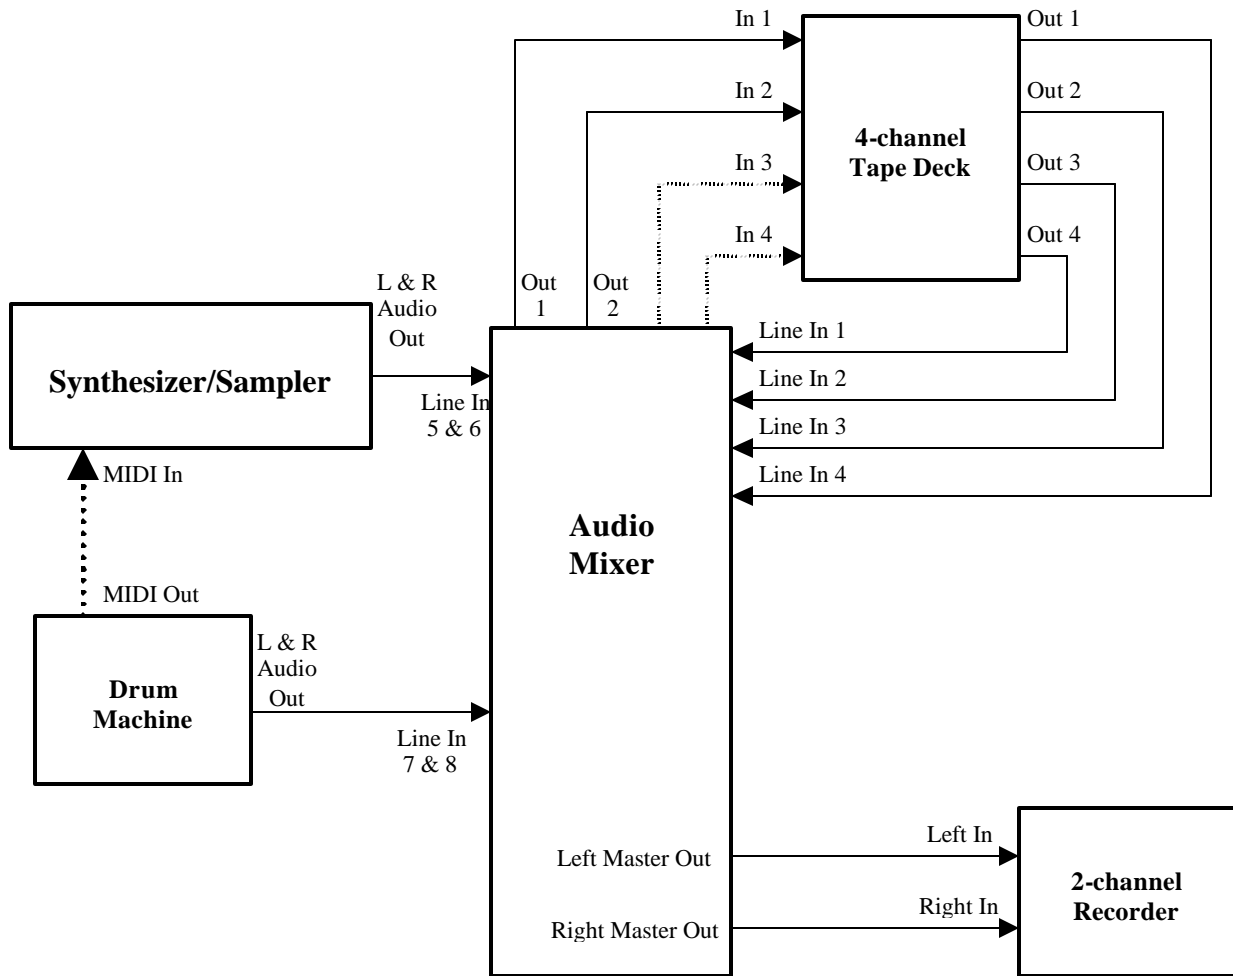 In 1
Out 1
In 2
Out 2
4-channel
Tape Deck
In 3
Out 3
In 4
Out 4
L & R
Audio
Out
Out
1
Out
2
Line In 1
Synthesizer/Sampler
Line In 2
Line In
5 & 6
Line In 3
MIDI In
Line In 4
Audio
Mixer
MIDI Out
L & R
Audio
Out
Drum
Machine
Line In
7 & 8
Left In
Left Master Out
2-channel
Recorder
Right In
Right Master Out